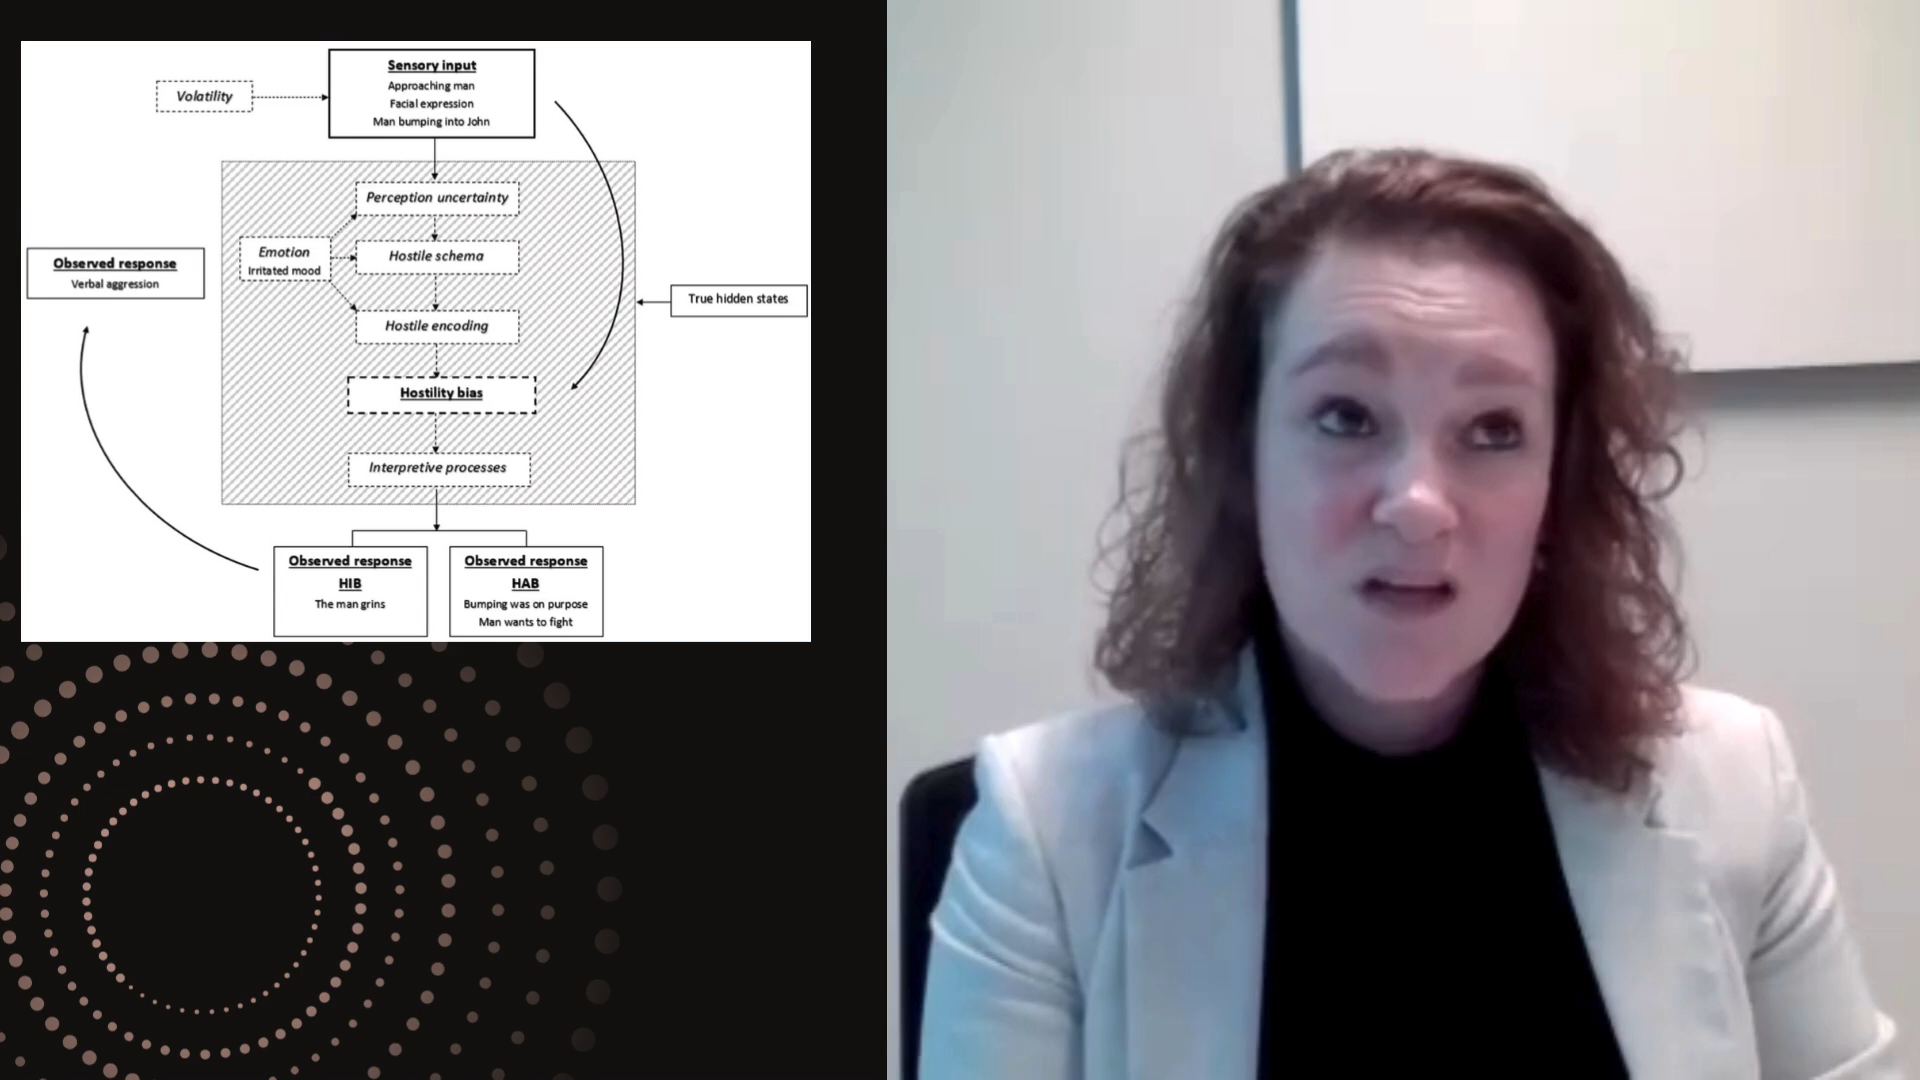 Volatility
Sensory input
Approaching man
Facial expression
Man bumping into John
Perception uncertainty
Emotion
Irritated mood
Hostile schema
Observed response
Verbal aggression
True hidden states
Hostile encoding
Hostility bias
Interpretive processes
Observed response
HIB
The man grins
Observed response
HAB
Bumping was on purpose
Man wants to fight